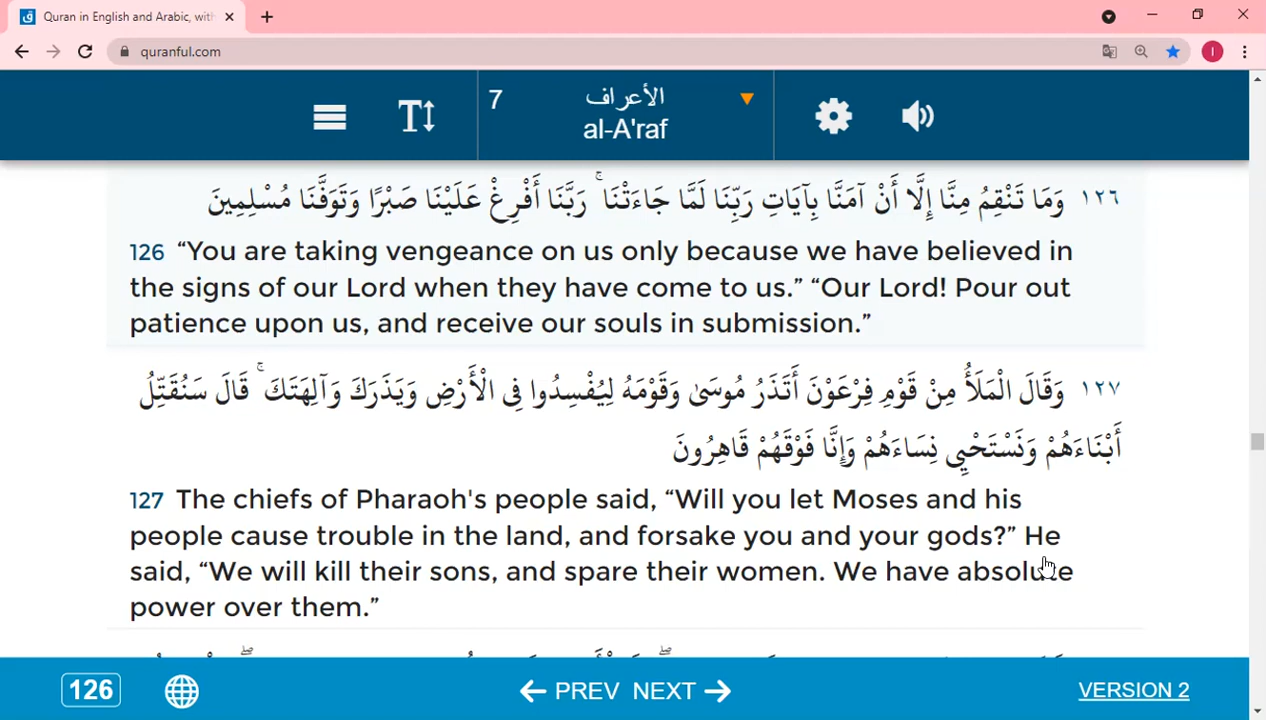 Quran in English and Arabic, with
quranful.com
I
7
الأعراف
al-A'raf
١٢٦ وَمَا تَنْقِمُ مِنَّا إِلَّا أَنْ آمَنَّا بِآيَاتِ رَبِّنَا لَمَّا جَاءَتْنَا ۚ رَبَّنَا أَفْرِغْ عَلَيْنَا صَبْرًا وَتَوَفَّنَا مُسْلِمِينَ
126 “You are taking vengeance on us only because we have believed in
the signs of our Lord when they have come to us.” “Our Lord! Pour out
patience upon us, and receive our souls in submission.”
١٢٧ وَقَالَ الْمَلَأُ مِنْ قَوْمِ فِرْعَوْنَ أَتَذَرُ مُوسَىٰ وَقَوْمَهُ لِيُفْسِدُوا فِى الْأَرْضِ وَيَذَرَكَ وَآلِهَتَكَ ۚ قَالَ سَنُقَتِّلُ
أَبْنَاءَهُمْ وَنَسْتَحْيِى نِسَاءَهُمْ وَإِنَّا فَوْقَهُمْ قَاهِرُونَ
127 The chiefs of Pharaoh's people said, “Will you let Moses and his
people cause trouble in the land, and forsake you and your gods?” He
said, “We will kill their sons, and spare their women. We have absolute
power over them.”
126
PREV NEXT
VERSION 2